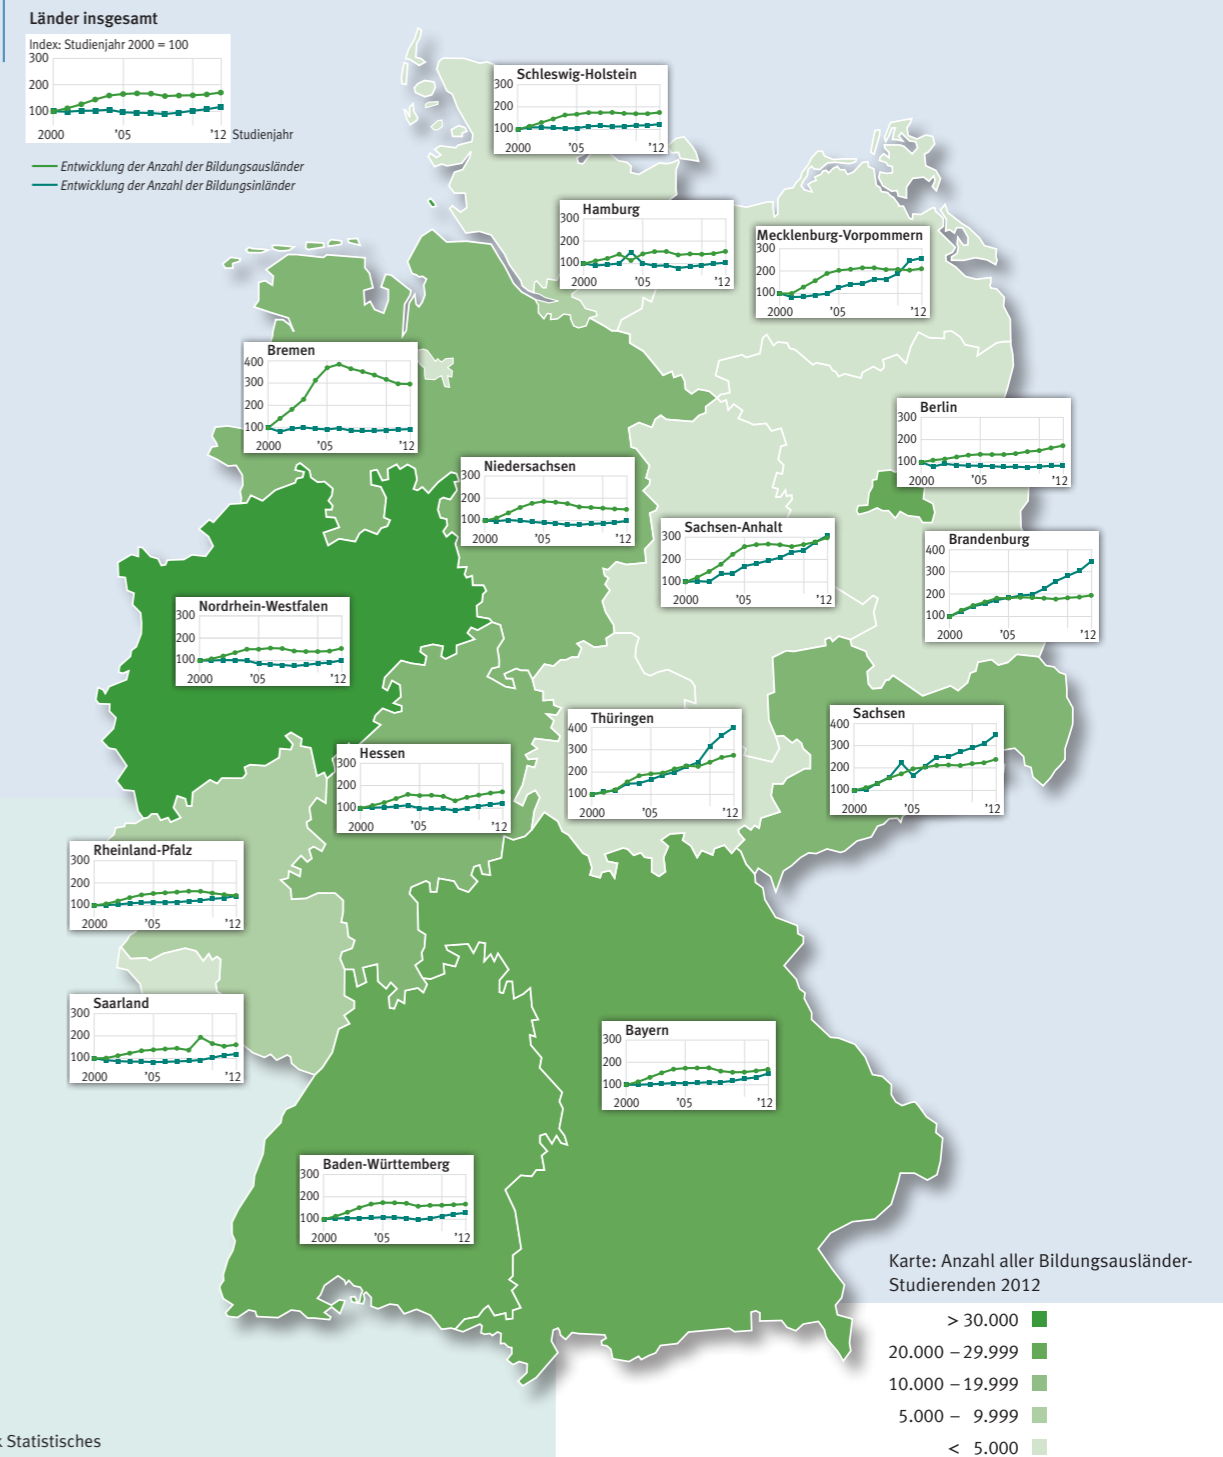 Länder insgesamt
Index: Studienjahr 2000 = 100
300
200
100
2000 '05 '12 Studienjahr
Entwicklung der Anzahl der Bildungsausländer
Entwicklung der Anzahl der Bildungsinländer
Schleswig-Holstein
300
200
100
2000 '05 '12
Hamburg
300
200
100
2000 '05 '12
Mecklenburg-Vorpommern
300
200
100
2000 '05 '12
Bremen
400
300
200
100
2000 '05 '12
Berlin
300
200
100
2000 '05 '12
Niedersachsen
300
200
100
2000 '05 '12
Sachsen-Anhalt
300
200
100
2000 '05 '12
Brandenburg
400
300
200
100
2000 '05 '12
Nordrhein-Westfalen
300
200
100
2000 '05 '12
Thüringen
400
300
200
100
2000 '05 '12
Sachsen
400
300
200
100
2000 '05 '12
Hessen
300
200
100
2000 '05 '12
Rheinland-Pfalz
300
200
100
2000 '05 '12
Saarland
300
200
100
2000 '05 '12
Bayern
300
200
100
2000 '05 '12
Baden-Württemberg
300
200
100
2000 '05 '12
Karte: Anzahl aller Bildungsausländer-
Studierenden 2012
> 30.000
20.000 – 29.999
10.000 – 19.999
5.000 – 9.999
< 5.000
Statistisches